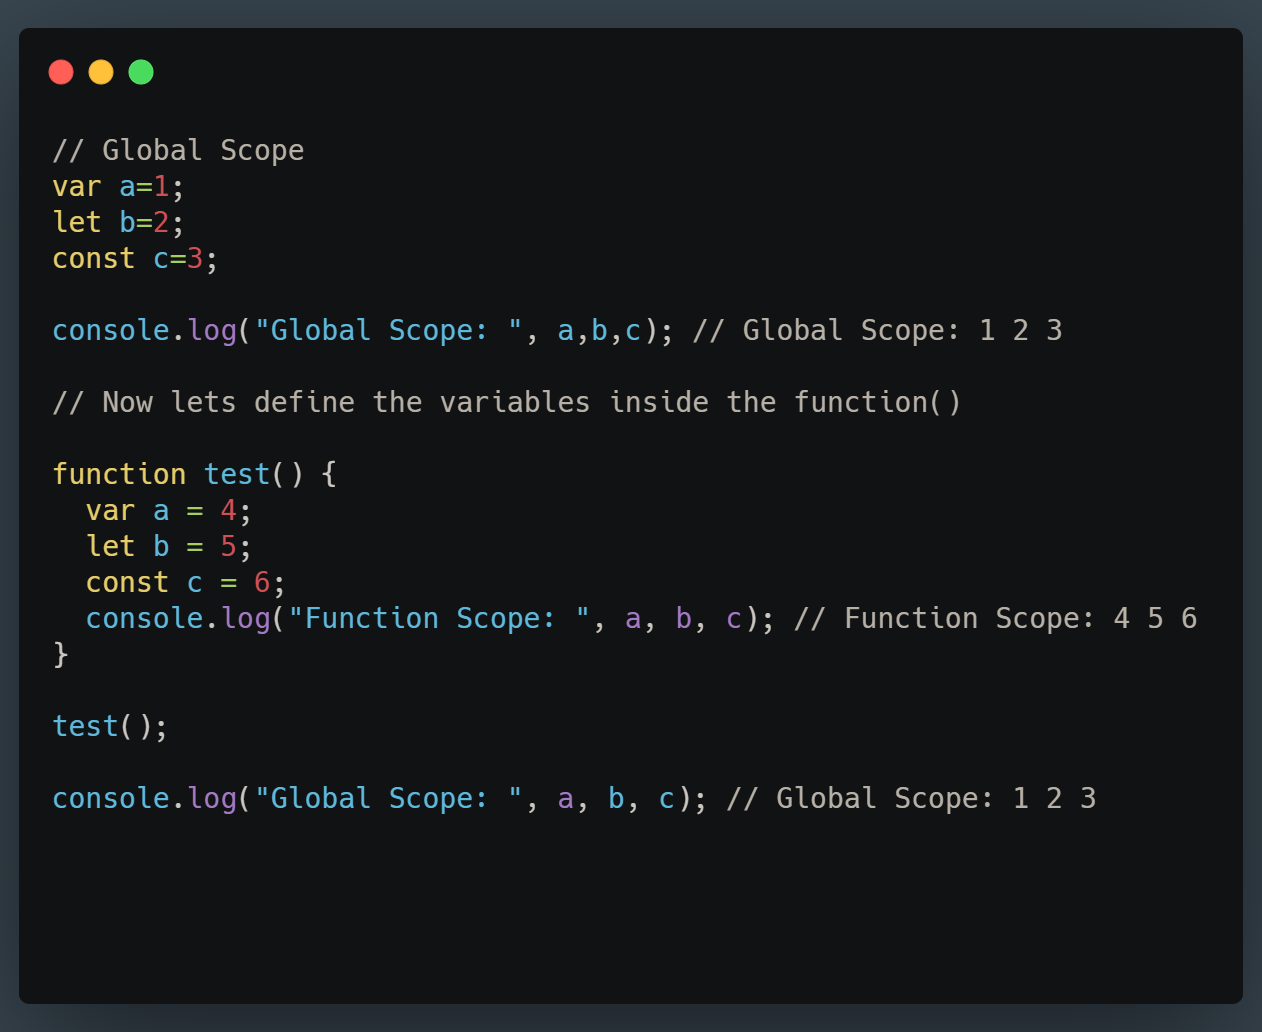 // Global Scope
var a=1;
let b=2;
const c=3;
console.log("Global Scope: ", a,b,c); // Global Scope: 1 2 3
// Now lets define the variables inside the function()
function test() {
  var a = 4;
  let b = 5;
  const c = 6;
  console.log("Function Scope: ", a, b, c); // Function Scope: 4 5 6
}
test();
console.log("Global Scope: ", a, b, c); // Global Scope: 1 2 3